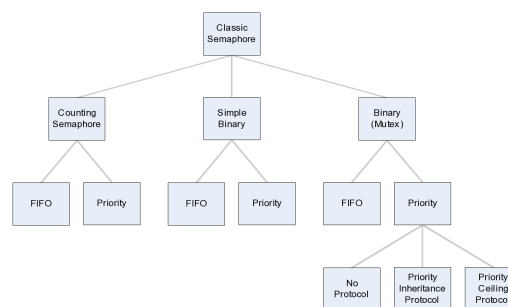 Classic
Semaphore
Counting
Semaphore
Simple
Binary
Binary
(Mutex)
FIFO
Priority
FIFO
Priority
FIFO
Priority
No
Protocol
Priority
Inheritance
Protocol
Priority
Ceiling
Protocol